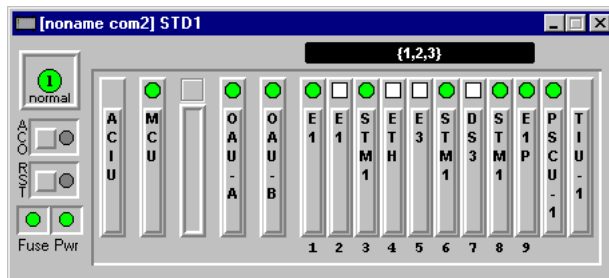 [noname com2] STD1
{1,2,3}
1
normal
ACO
RST
Fuse Pwr
ACIU
MCU
OAU-A
OAU-B
E1
E1
STM1
ETH
E3
STM1
DS3
STM1
E1P
PSCU-1
TIU-1
1 2 3 4 5 6 7 8 9